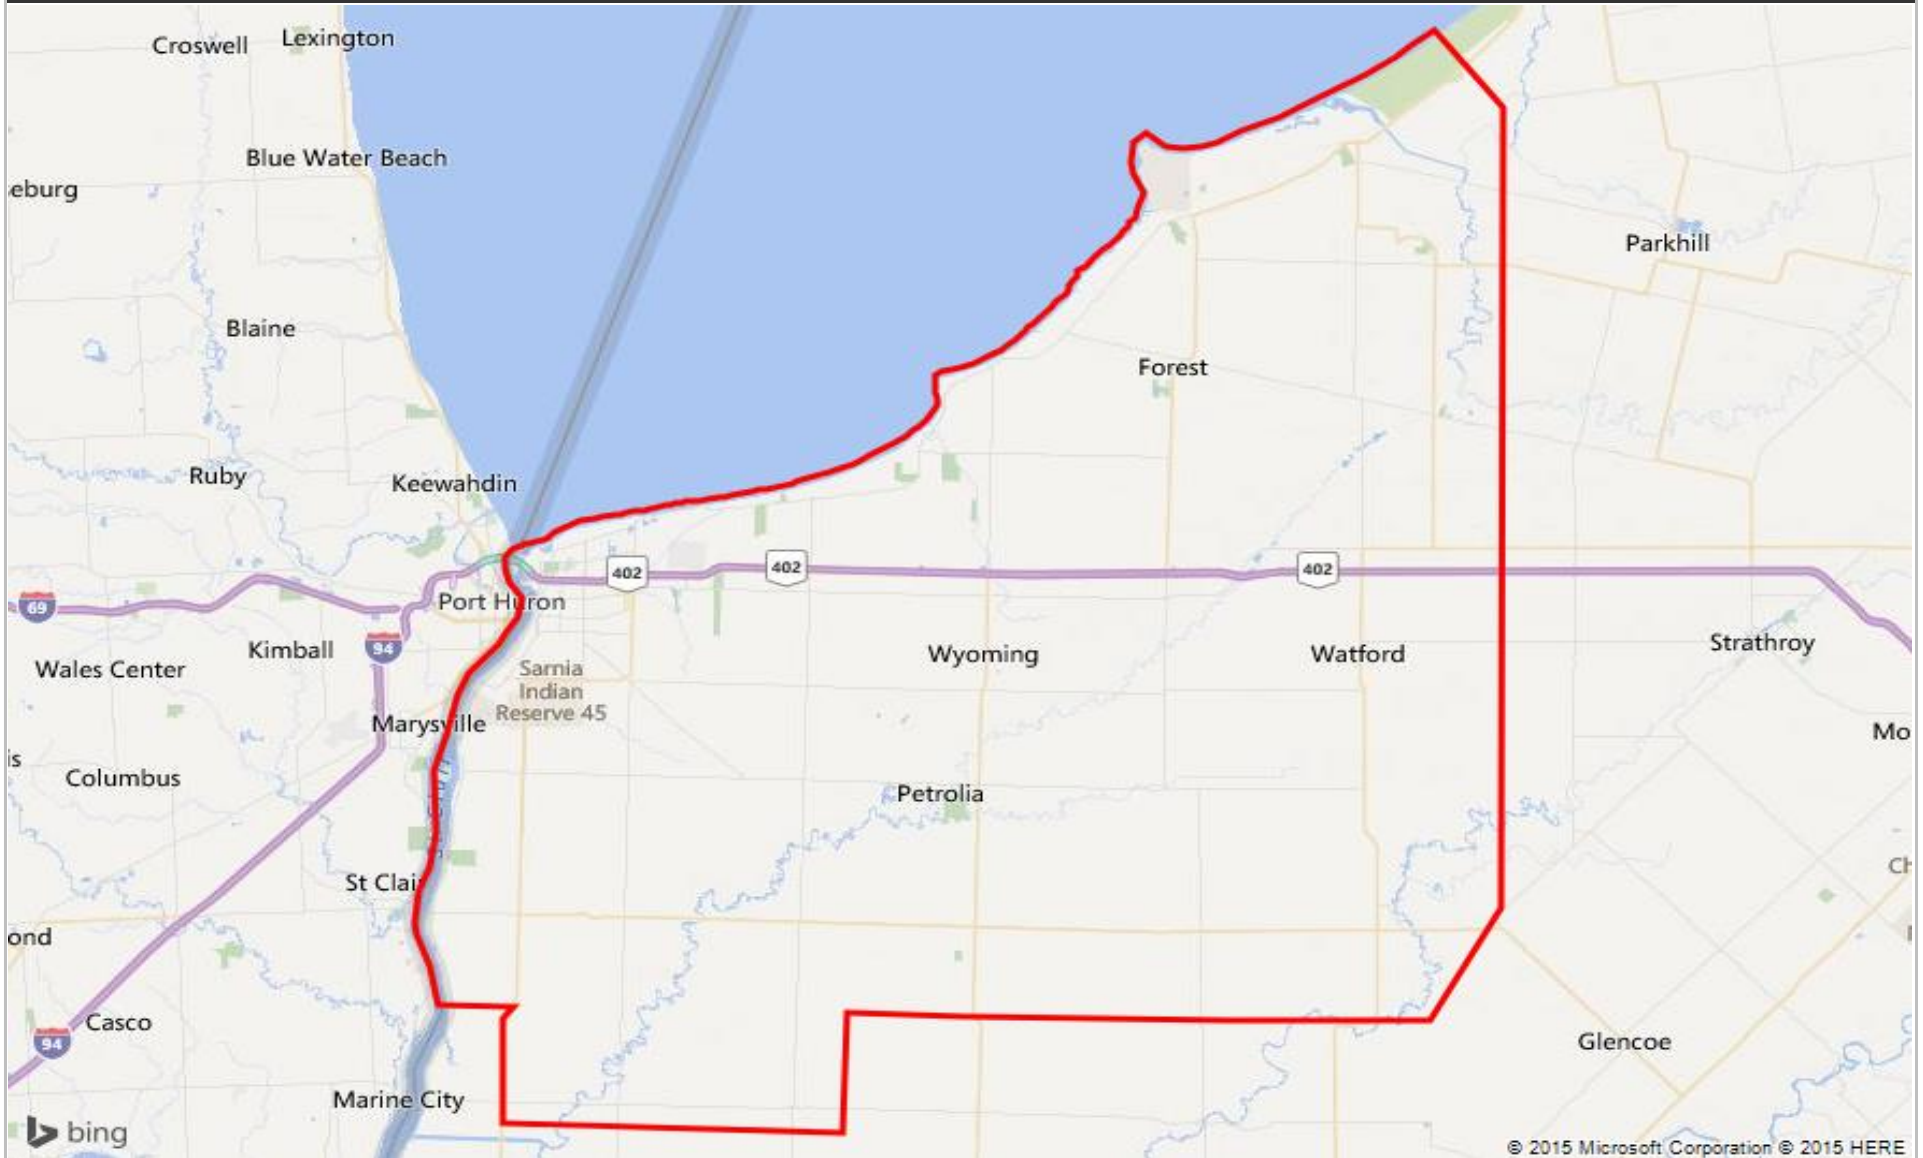 Croswell
Lexington
Blue Water Beach
eburg
Parkhill
Blaine
Forest
Ruby
Keewahdin
402
402
402
69
Port Huron
Kimball
94
Wales Center
Sarnia
Indian
Reserve 45
Wyoming
Watford
Strathroy
Marysville
Mo
is
Columbus
Petrolia
St Clair
Ch
ond
Casco
94
Glencoe
Marine City
bing
© 2015 Microsoft Corporation © 2015 HERE